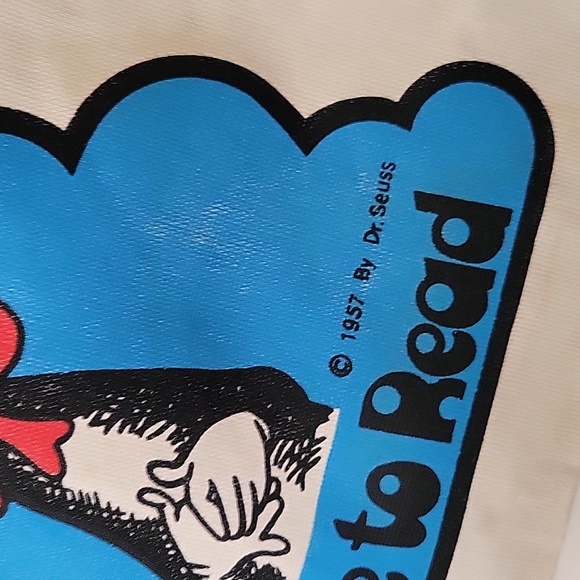 © 1957 By Dr. Seuss
to Read